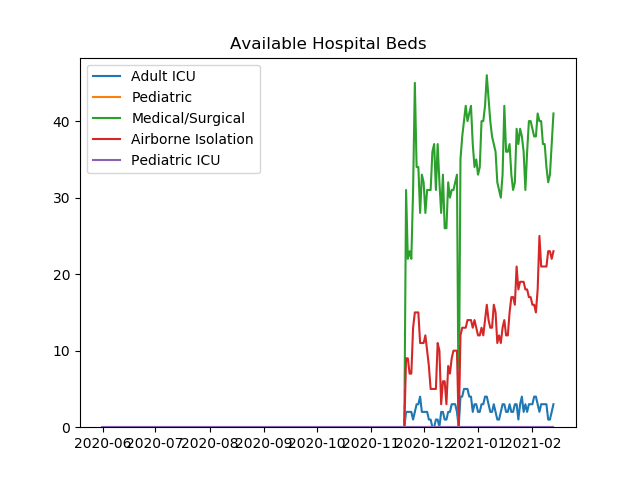 Available Hospital Beds
Adult ICU
Pediatric
Medical/Surgical
Airborne Isolation
Pediatric ICU
40
30
20
10
0
2020-06 2020-07 2020-08 2020-09 2020-10 2020-11 2020-12 2021-01 2021-02